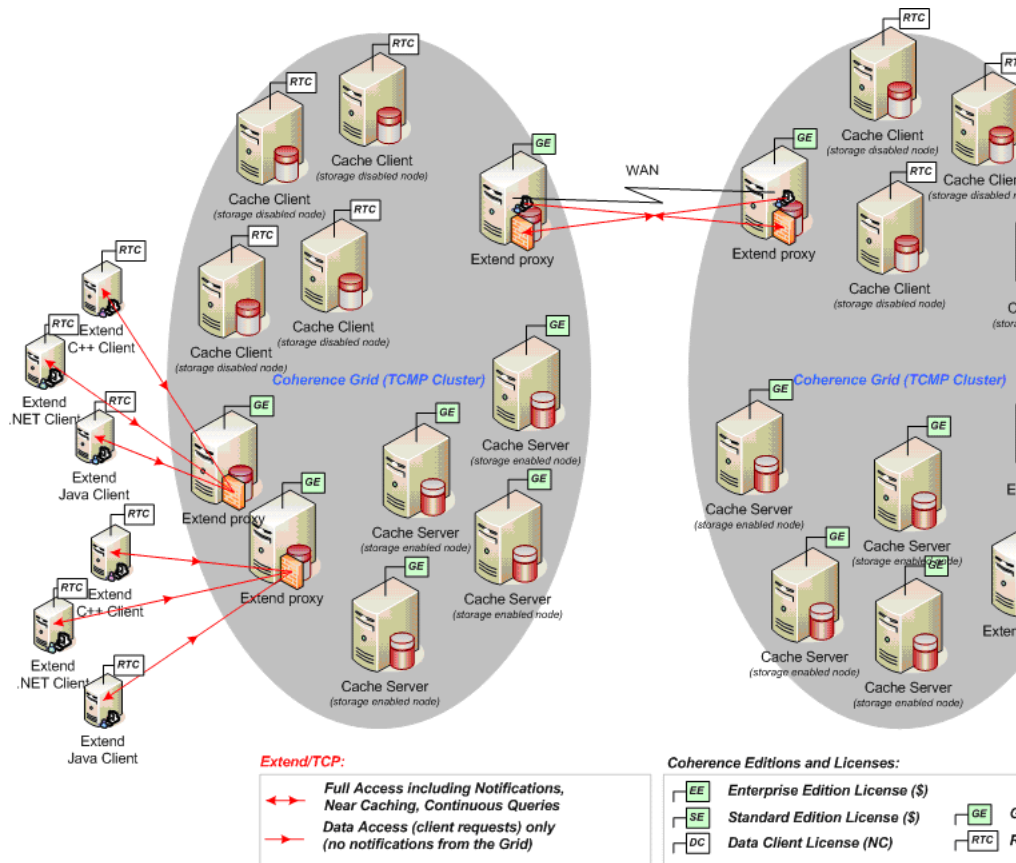 RTC
RTC
RTC
RTC
Cache Client
(storage disabled node)
Cache Client
(storage disabled node)
GE
Extend proxy
WAN
GE
Extend proxy
Cache Client
(storage disabled node)
RTC
Cache Client
(storage disabled
RTC
Cache Client
(storage disabled node)
RTC
Cache Client
(storage disabled node)
RTC
Cache Client
(storage disabled node)
RTC
Extend
C++ Client
RTC
Extend
.NET Client
RTC
Extend
Java Client
Coherence Grid (TCMP Cluster)
Coherence Grid (TCMP Cluster)
GE
Cache Server
(storage enabled node)
GE
Extend proxy
GE
Cache Server
(storage enabled node)
GE
Cache Server
(storage enabled node)
GE
Extend proxy
GE
Cache Server
(storage enabled node)
GE
Cache Server
(storage enabled node)
GE
Cache Server
(storage enabled node)
GE
Cache Server
(storage enabled node)
GE
Cache Server
(storage enabled node)
RTC
Extend
C++ Client
RTC
Extend
.NET Client
RTC
Extend
Java Client
Extend/TCP:
Full Access including Notifications,
Near Caching, Continuous Queries
Data Access (client requests) only
(no notifications from the Grid)
Coherence Editions and Licenses:
EE Enterprise Edition License ($)
SE Standard Edition License ($)
DC Data Client License (NC)
GE
RTC